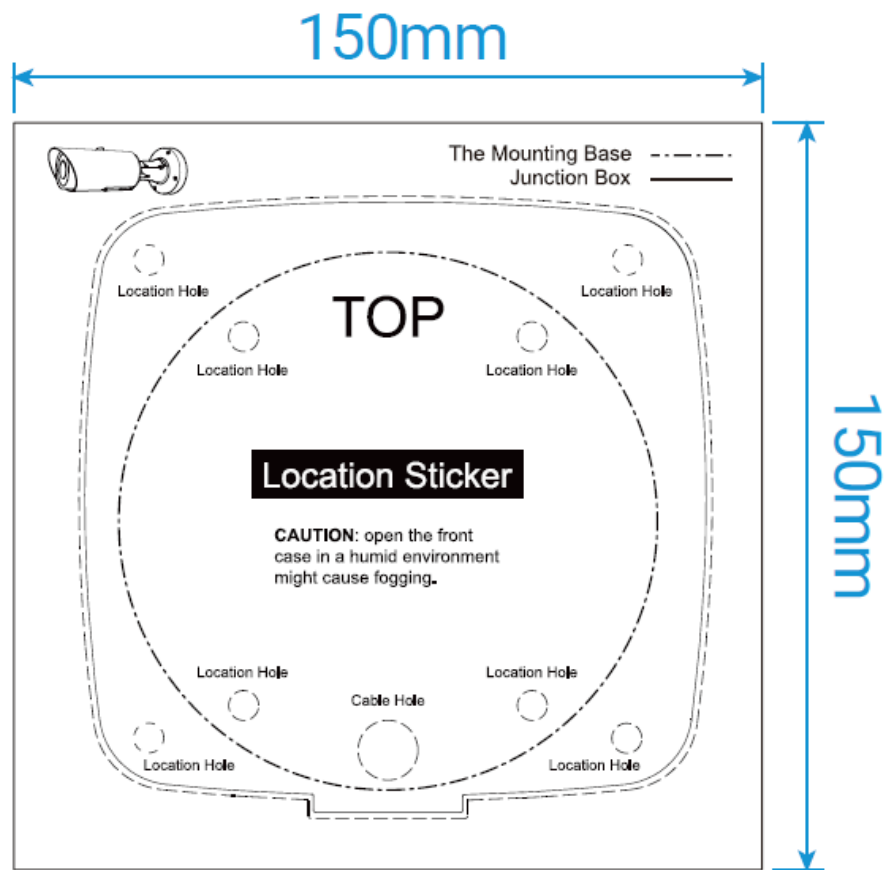 150mm
The Mounting Base
Junction Box
Location Hole
Location Hole
TOP
Location Hole
Location Hole
150mm
Location Sticker
CAUTION: open the front
case in a humid environment
might cause fogging.
Location Hole
Location Hole
Cable Hole
Location Hole
Location Hole